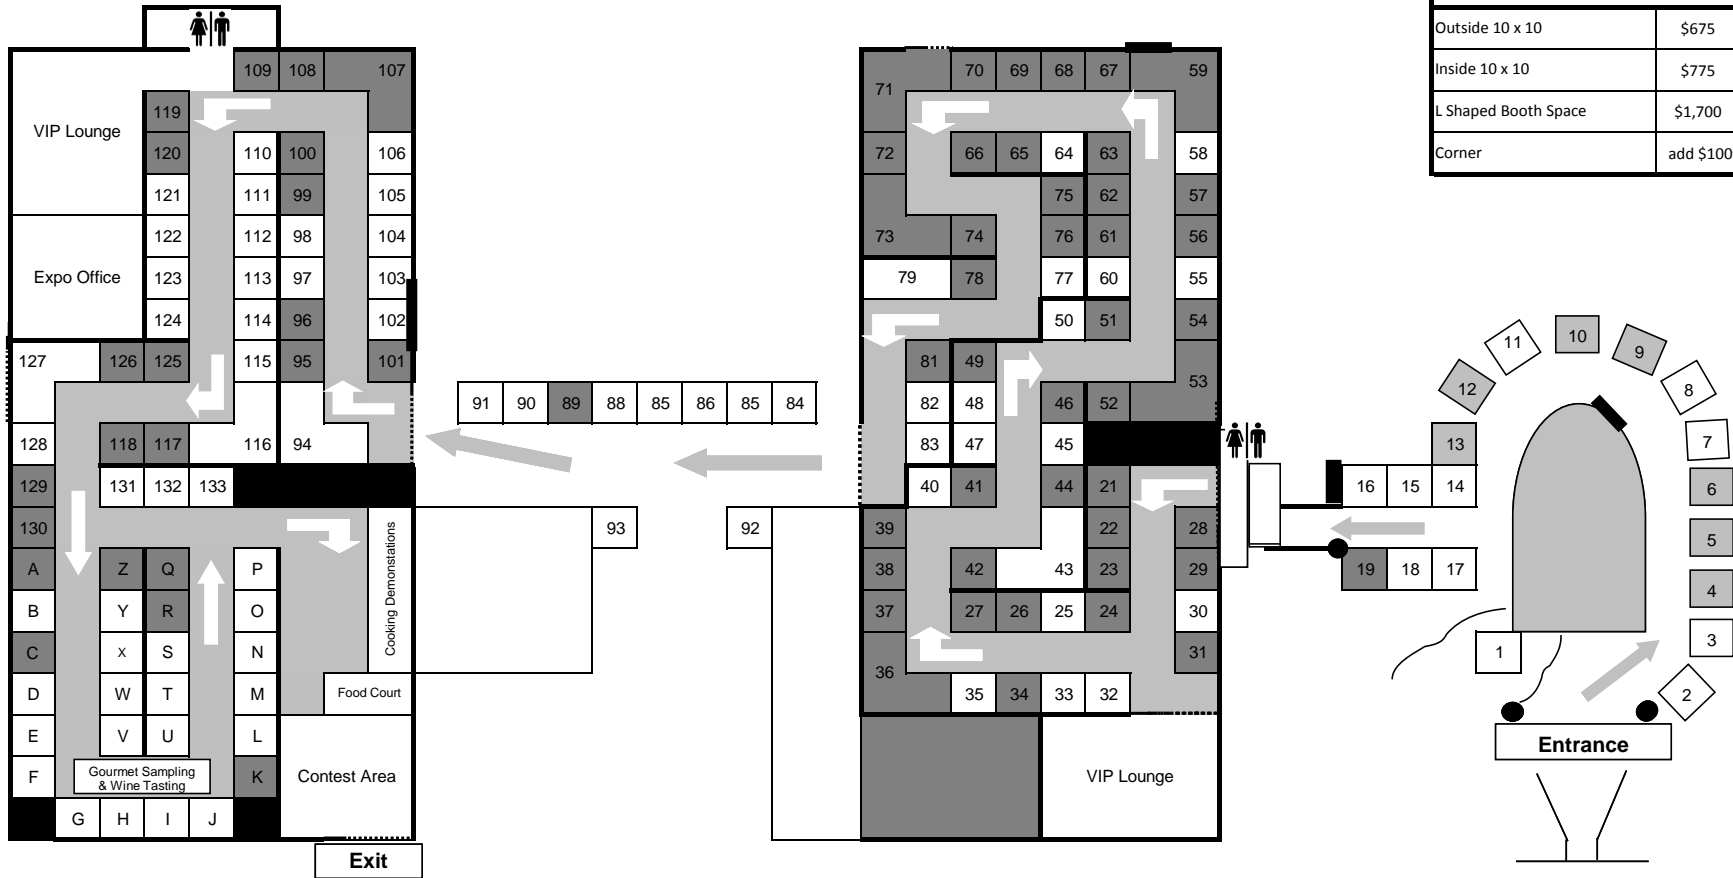 Outside 10 x 10 $675
Inside 10 x 10 $775
L Shaped Booth Space $1,700
Corner add $100
109 108 107
119
VIP Lounge
120 110 100 106
121 111 99 105
122 112 98 104
Expo Office
123 113 97 103
124 114 96 102
127 126 125 115 95 101
128 118 117 116 94
129 131 132 133
130
A Z Q P
B Y R O
C X S N
D W T M
E V U L
F K
Cooking Demonstations
Food Court
Gourmet Sampling
& Wine Tasting
Contest Area
G H I J
Exit
91 90 89 88 85 86 85 84
93 92
71 70 69 68 67 59
72 66 65 64 63 58
75 62 57
73 74 76 61 56
79 78 77 60 55
50 51 54
81 49 53
82 48 46 52
83 47 45
40 41 44 21
39 22 28
38 42 43 23 29
37 27 26 25 24 30
31
36 35 34 33 32
VIP Lounge
16 15 14
19 18 17
13
12
11
10
9
8
7
6
5
4
3
2
1
Entrance